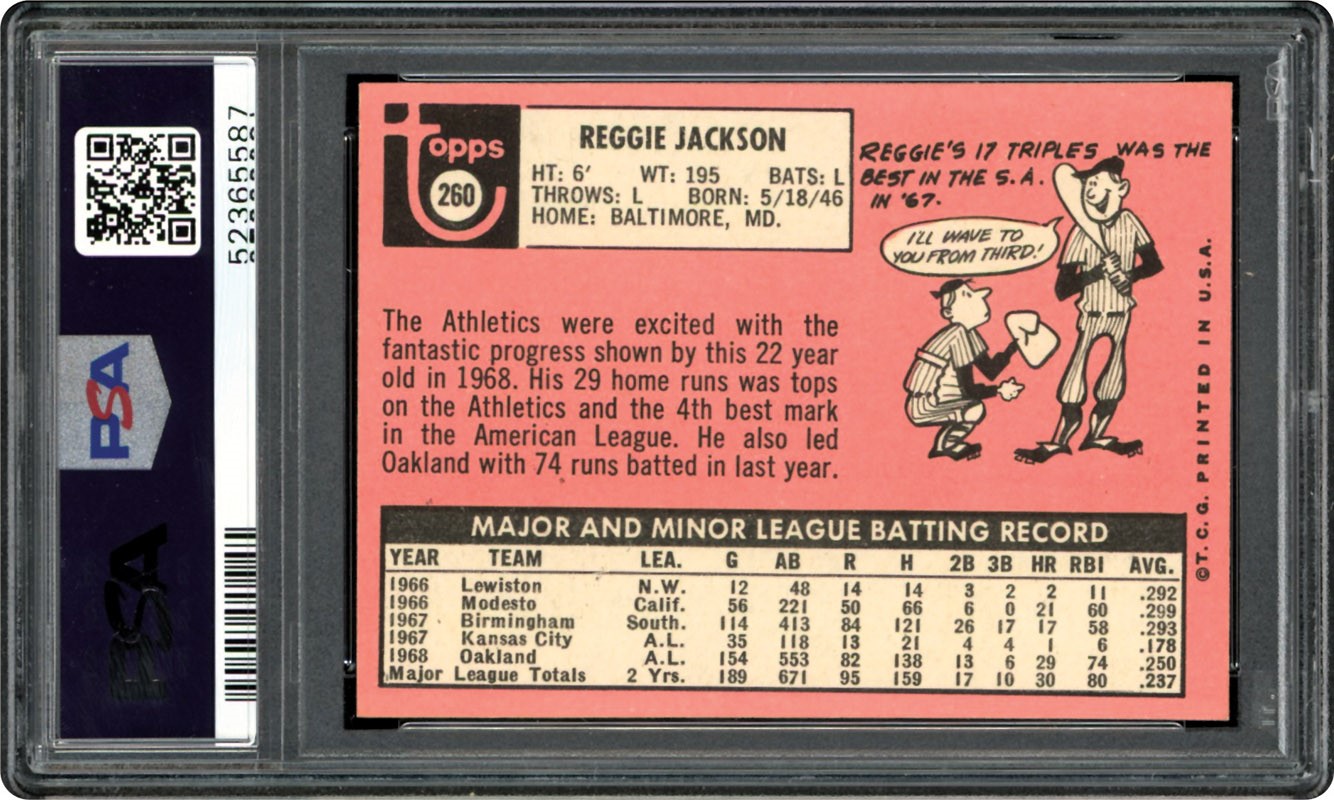 52365587
PSA
PSA
topps
260
REGGIE JACKSON
HT: 6' WT: 195 BATS: L
THROWS: L BORN: 5/18/46
HOME: BALTIMORE, MD.
REGGIE'S 17 TRIPLES WAS THE
BEST IN THE S.A.
IN '67.
I'LL WAVE TO
YOU FROM THIRD!
The Athletics were excited with the
fantastic progress shown by this 22 year
old in 1968. His 29 home runs was tops
on the Athletics and the 4th best mark
in the American League. He also led
Oakland with 74 runs batted in last year.
MAJOR AND MINOR LEAGUE BATTING RECORD
YEAR TEAM LEA. G AB R H 2B 3B HR RBI AVG.
1966 Lewiston N.W. 12 48 14 14 3 2 2 11 .292
1966 Modesto Calif. 56 221 50 66 6 0 21 60 .299
1967 Birmingham South. 114 413 84 121 26 17 17 58 .293
1967 Kansas City A.L. 35 118 13 21 4 4 1 6 .178
1968 Oakland A.L. 154 553 82 138 13 6 29 74 .250
Major League Totals 2 Yrs. 189 671 95 159 17 10 30 80 .237
©T.C.G. PRINTED IN U.S.A.